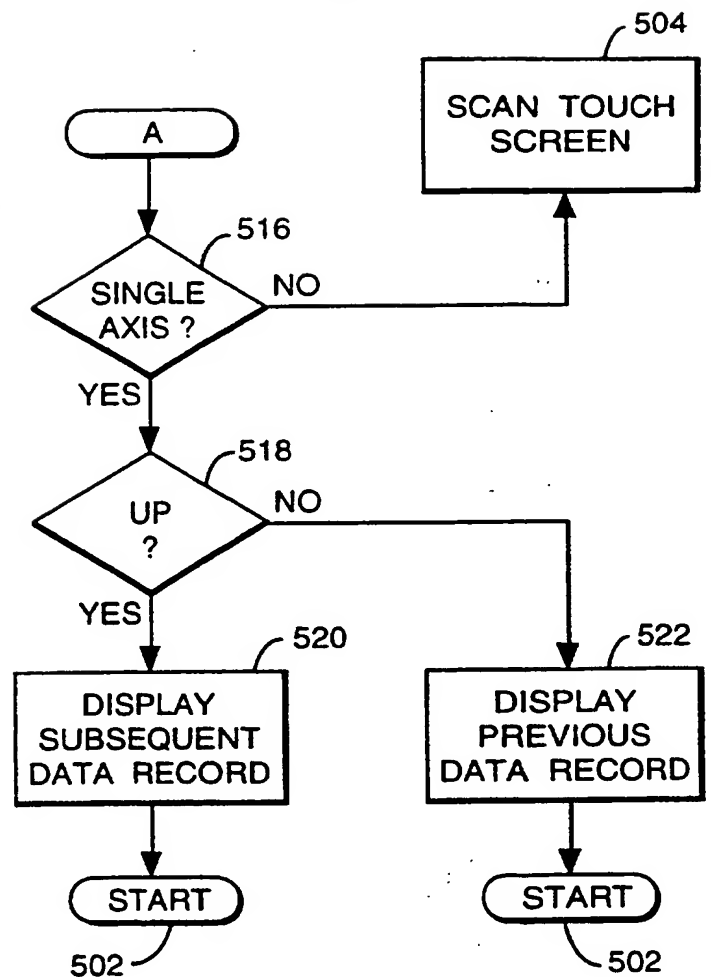 504
SCAN TOUCH
SCREEN
A
516
SINGLE
AXIS ?
NO
YES
518
UP
?
NO
YES
520
DISPLAY
SUBSEQUENT
DATA RECORD
522
DISPLAY
PREVIOUS
DATA RECORD
START
502
START
502